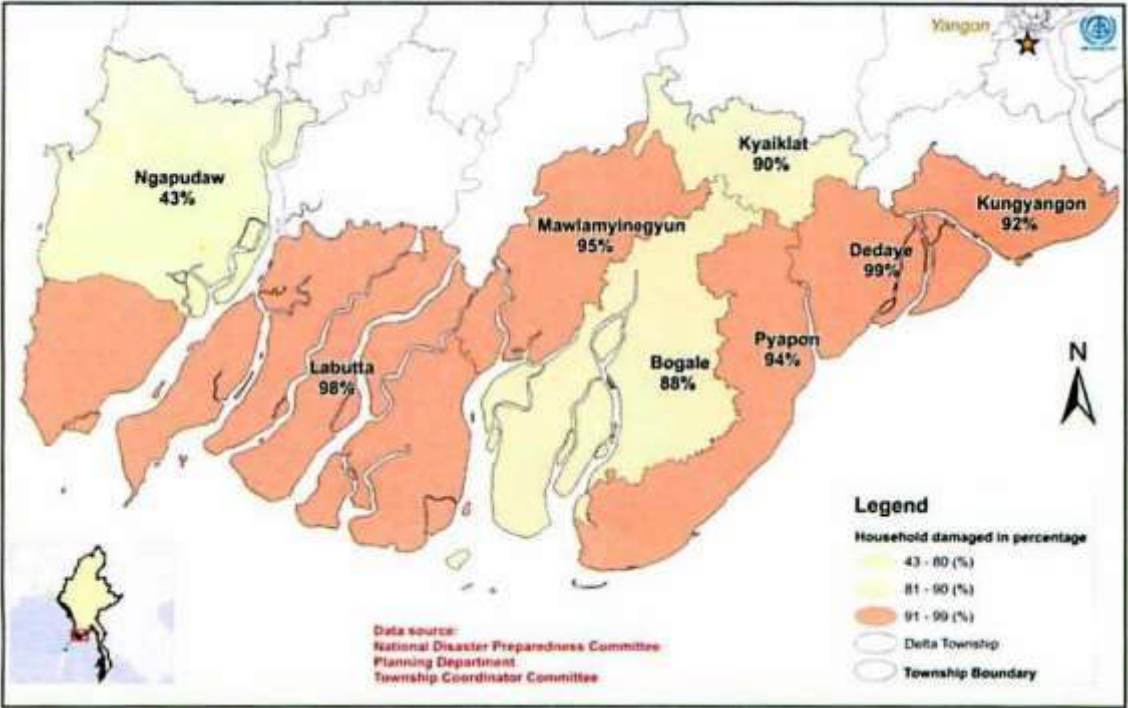 Yangon
Ngapudaw
43%
Kyaiklat
90%
Kungyangon
92%
Mawlamyinegyun
95%
Dedaye
99%
Labutta
98%
Bogale
88%
Pyapon
94%
N
Legend
Household damaged in percentage
43 - 80 (%)
81 - 90 (%)
91 - 99 (%)
Delta Township
Township Boundary
Data source:
National Disaster Preparedness Committee
Planning Department
Township Coordinator Committee